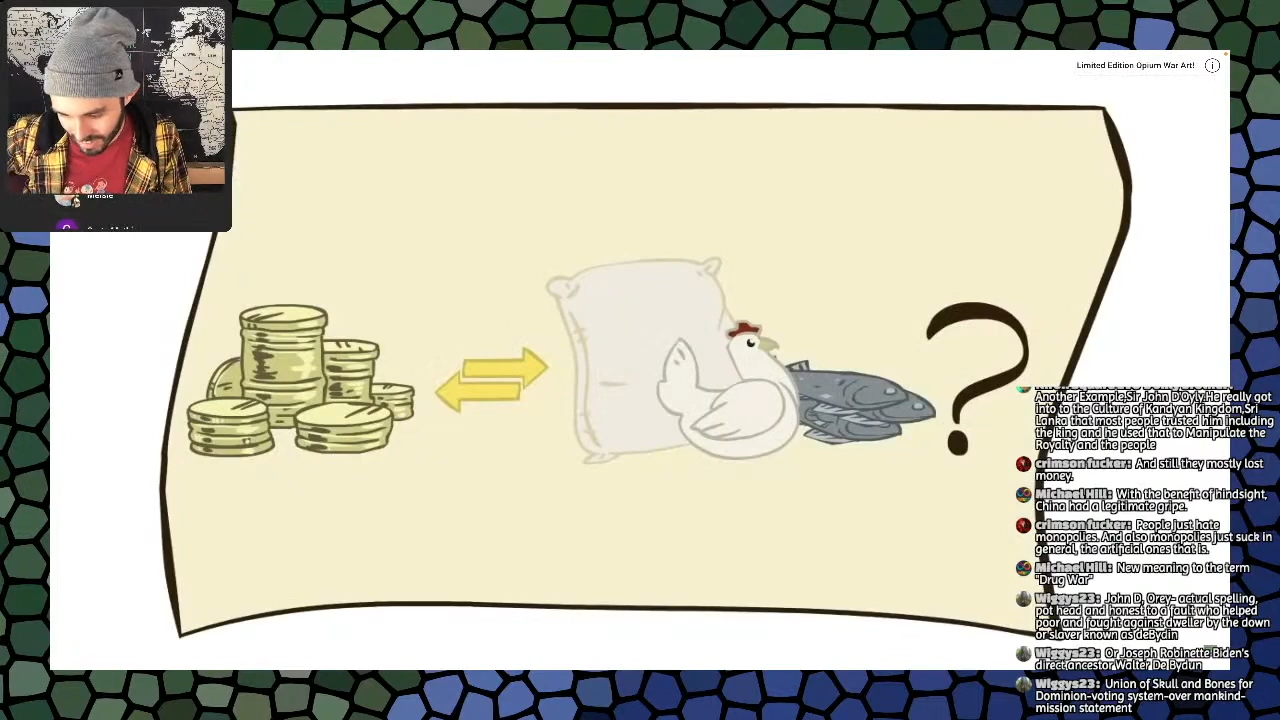 USA
Limited Edition Opium War Art!
Meisie
Another Example,Sir John D'Oyly.He really got
into to the Culture of Kandyan Kingdom,Sri
Lanka that most people trusted him including
the king and he used that to Manipulate the
Royalty and the people
crimson fucker: And still they mostly lost
money.
Michael Hill: With the benefit of hindsight,
China had a legitimate gripe.
crimson fucker: People just hate
monopolies. And also monopolies just suck in
general, the artificial ones that is.
Michael Hill: New meaning to the term
"Drug War"
Wiggys23: John D, Orey- actual spelling,
pot head and honest to a fault who helped
poor and fought against dweller by the down
or slaver known as deBydin
Wiggys23: Or Joseph Robinette Biden's
direct ancestor Walter De Bydun
Wiggys23: Union of Skull and Bones for
Dominion-voting system-over mankind-
mission statement